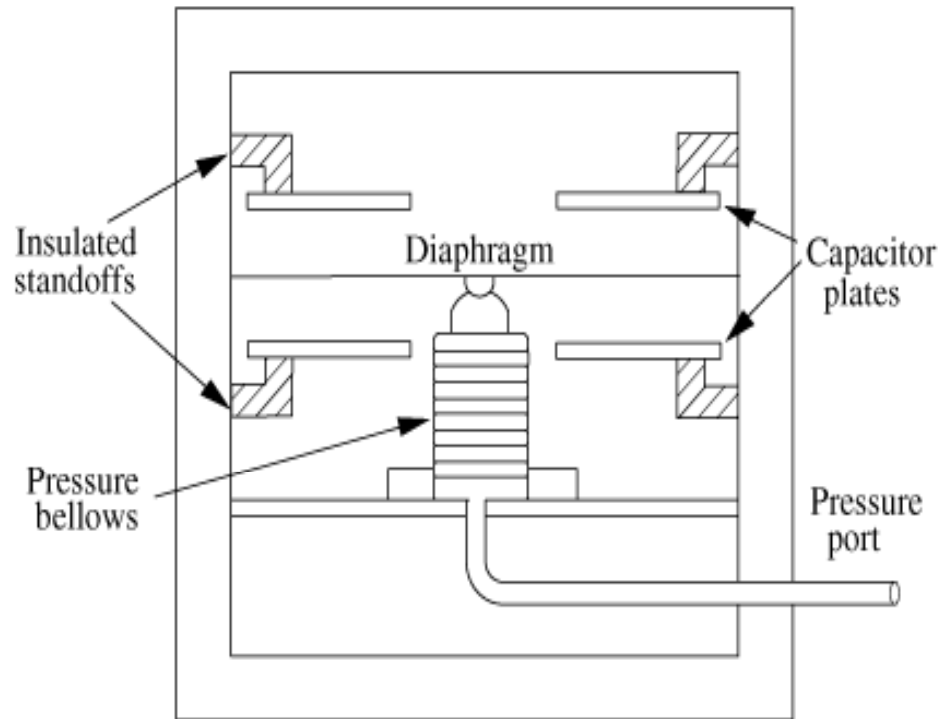 Insulated
standoffs
Diaphragm
Capacitor
plates
Pressure
bellows
Pressure
port